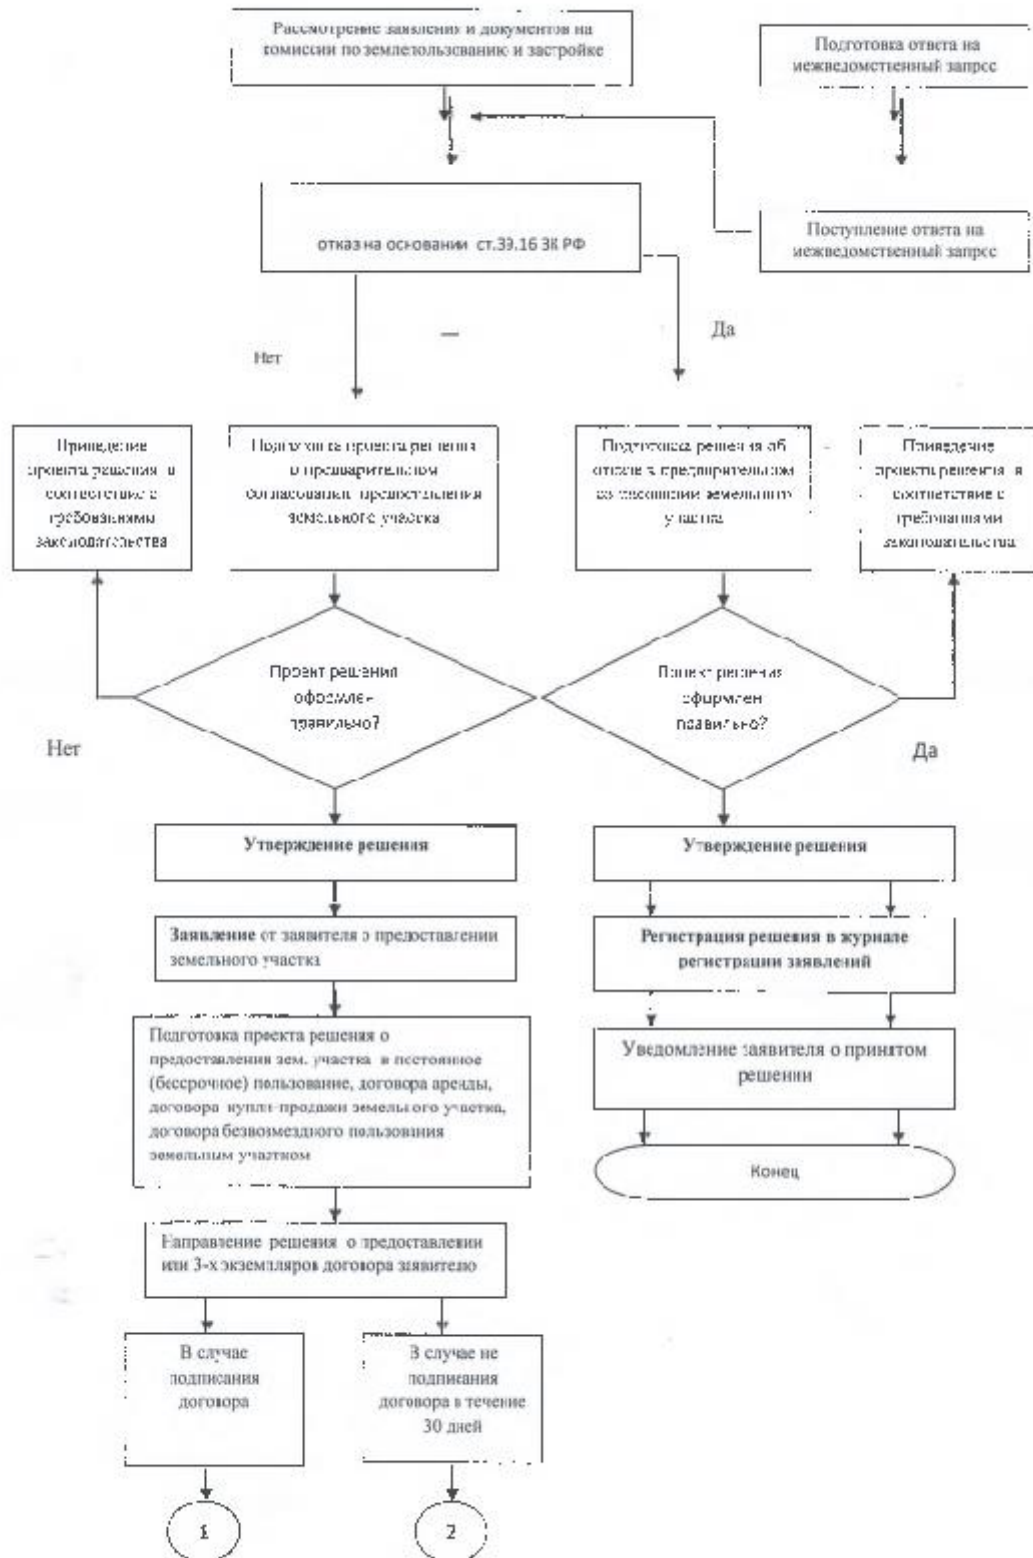 Рассмотрение заявления и документов на
комиссии по землепользованию и застройке
Подготовка ответа на
межведомственный запрос
отказ на основании ст.39.16 ЗК РФ
Поступление ответа на
межведомственный запрос
Нет
Да
Приведение
проекта решения в
соответствие с
требованиями
законодательства
Подготовка проекта решения
о предварительном
согласовании предоставления
земельного участка
Подготовка решения об
отказе в предварительном
согласовании земельного
участка
Приведение
проекта решения в
соответствие с
требованиями
законодательства
Проект решения
оформлен
правильно?
Проект решения
оформлен
правильно?
Нет
Да
Утверждение решения
Утверждение решения
Заявление от заявителя о предоставлении
земельного участка
Регистрация решения в журнале
регистрации заявлений
Подготовка проекта решения о
предоставления зем. участка в постоянное
(бессрочное) пользование, договора аренды,
договора купли-продажи земельного участка,
договора безвозмездного пользования
земельным участком
Уведомление заявителя о принятом
решении
Конец
Направление решения о предоставлении
или 3-х экземпляров договора заявителю
В случае
подписания
договора
В случае не
подписания
договора в течение
30 дней
1
2